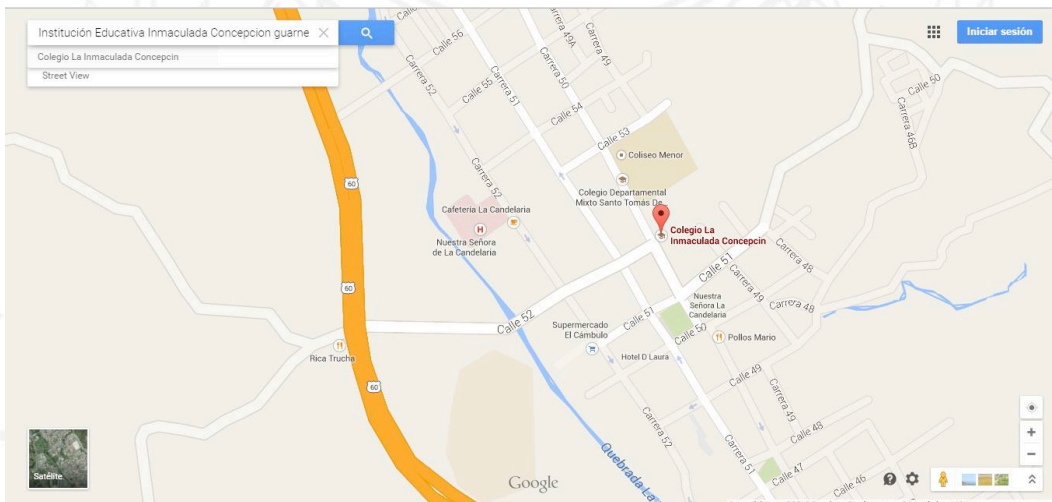 Institución Educativa Inmaculada Concepcion guarne
Colegio La Inmaculada Concepcin
Street View
Iniciar sesión
Calle 56
Carrera 49A
Carrera 49
Calle 50
Carrera 52
Calle 55
Carrera 51
Carrera 50
Calle 54
Carrera 46B
Calle 53
Coliseo Menor
Carrera 52
60
Colegio Departamental
Mixto Santo Tomás De
Cafetería La Candelaria
H
Nuestra Señora
de La Candelaria
Colegio La
Inmaculada Concepcin
Carrera 48
Calle 51
Carrera 49
60
Nuestra
Señora La
Candelaria
Carrera 48
Calle 52
Supermercado
El Cámbulo
Calle 51
Calle 50
Pollos Mario
Rica Trucha
Hotel D Laura
60
Calle 49
Carrera 49
Carrera 52
Calle 48
Quebrada La
Carrera 51
Calle 47
Calle 46
Satélite
Google